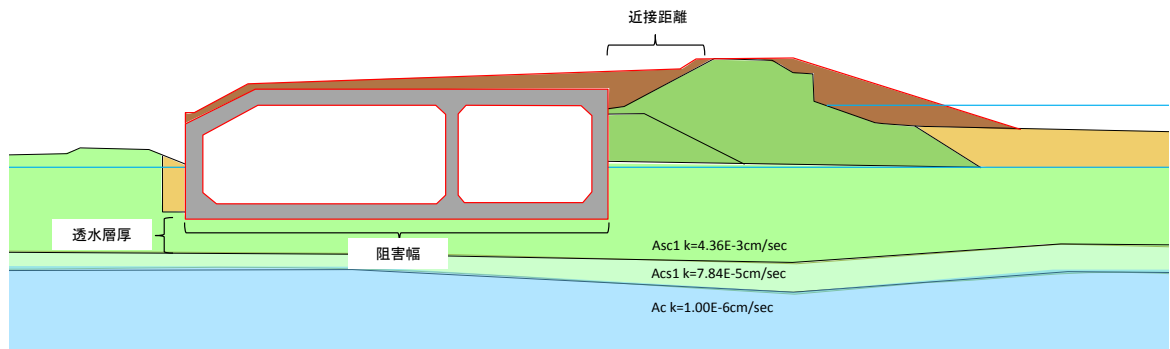 近接距離
透水層厚
阻害幅
Asc1 k=4.36E-3cm/sec
Acs1 k=7.84E-5cm/sec
Ac k=1.00E-6cm/sec